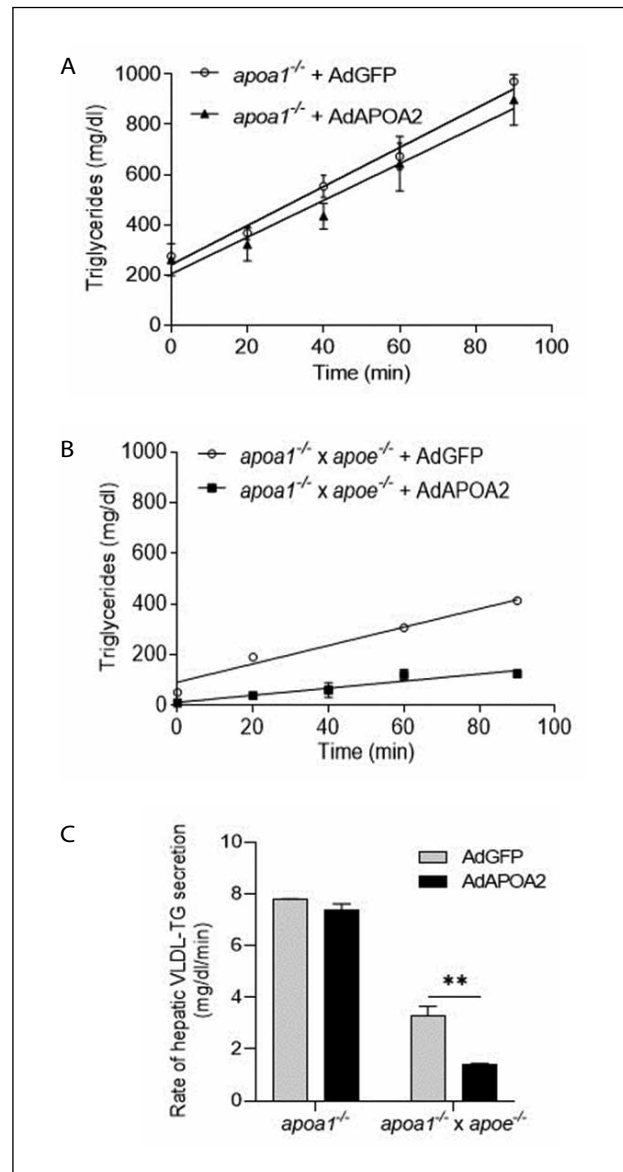 A
apoa1-/- + AdGFP
apoa1-/- + AdAPOA2
Triglycerides (mg/dl)
1000
800
600
400
200
0
0 20 40 60 80 100
Time (min)
B
apoa1-/- x apoe-/- + AdGFP
apoa1-/- x apoe-/- + AdAPOA2
Triglycerides (mg/dl)
1000
800
600
400
200
0
0 20 40 60 80 100
Time (min)
C
Rate of hepatic VLDL-TG secretion
(mg/dl/min)
10
8
6
4
2
0
AdGFP
AdAPOA2
**
apoa1-/- apoa1-/- x apoe-/-